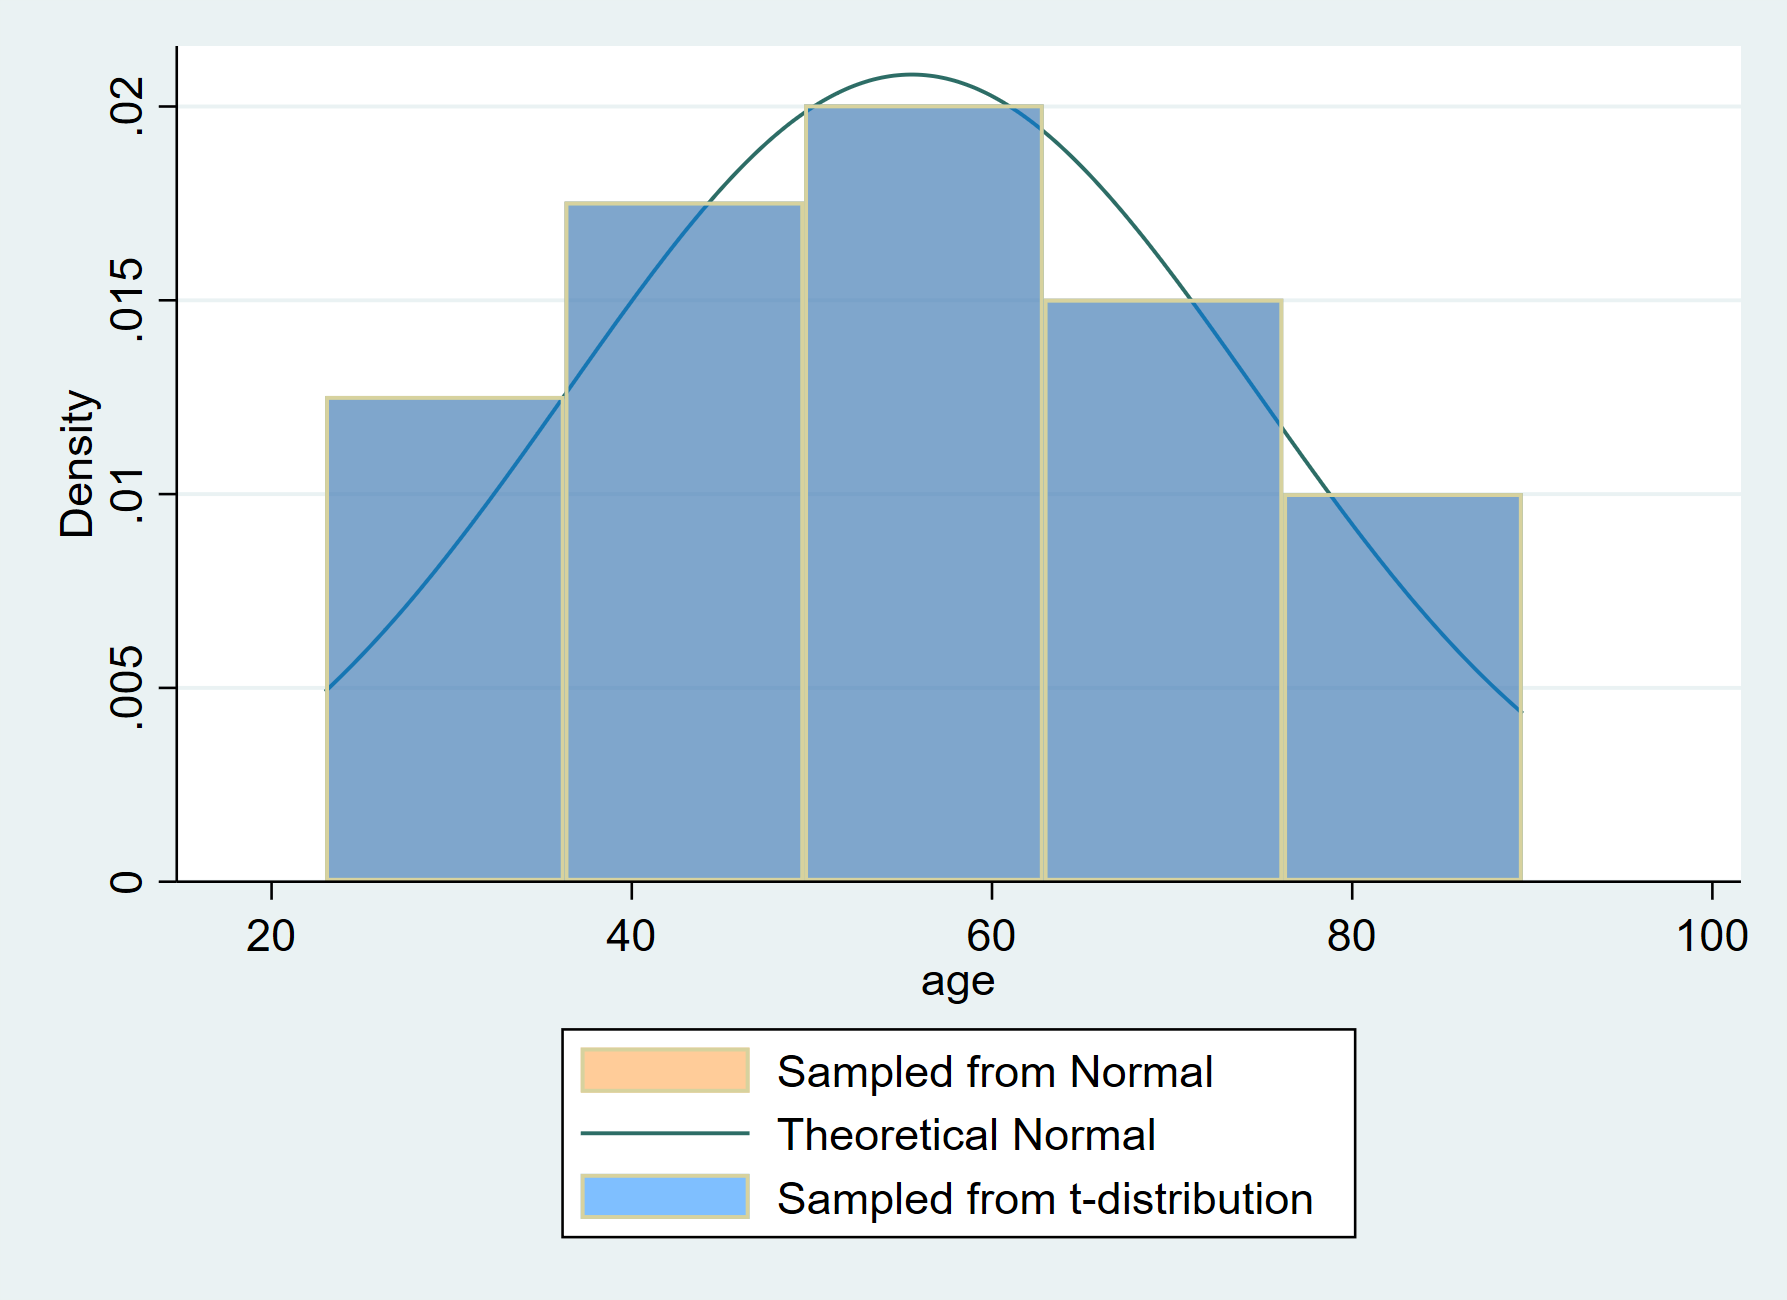 Density
.02
.015
.01
.005
0
20 40 60 80 100
age
Sampled from Normal
Theoretical Normal
Sampled from t-distribution